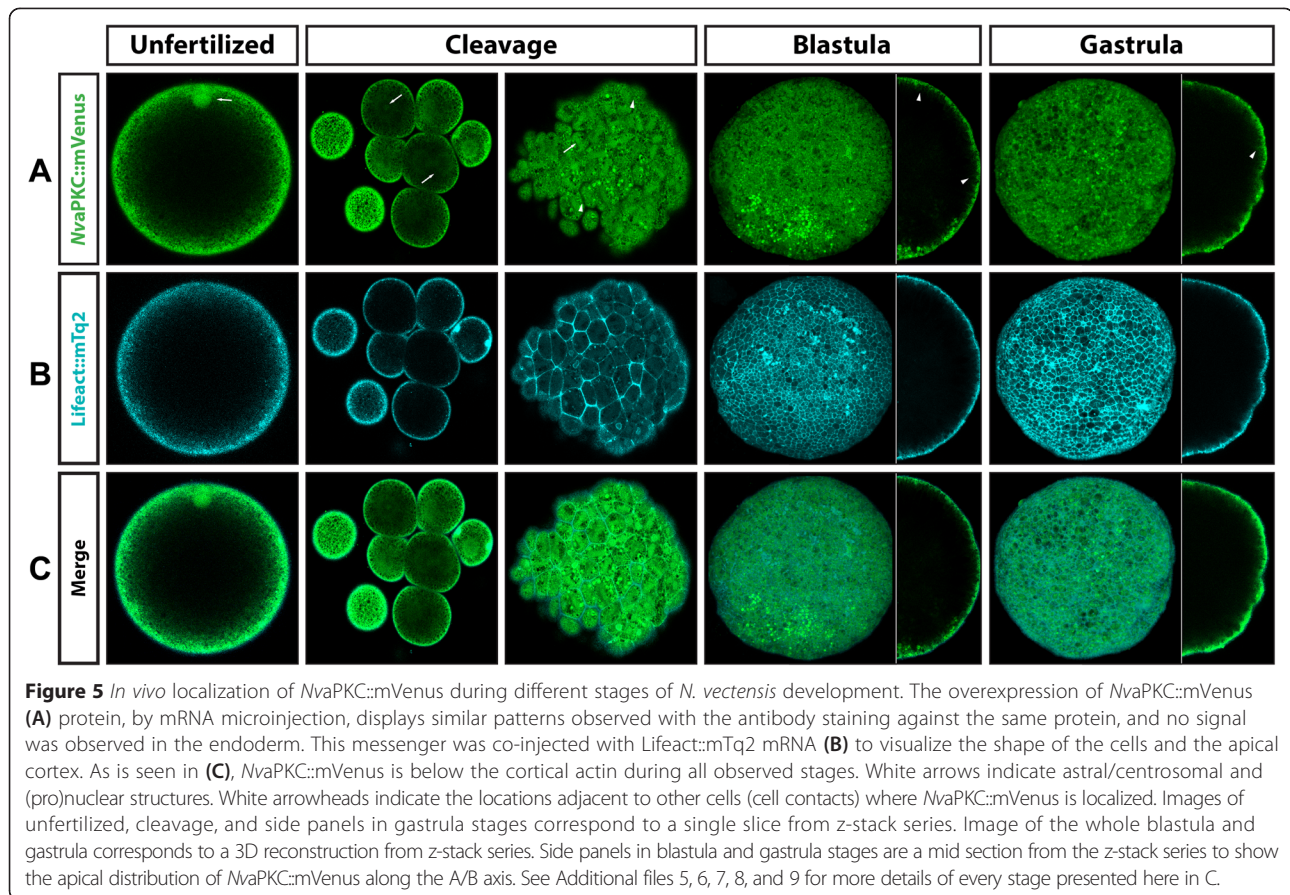 Unfertilized
Cleavage
Blastula
Gastrula
A
NvaPKC::mVenus
B
Lifeact::mTq2
C
Merge
Figure 5 In vivo localization of NvaPKC::mVenus during different stages of N. vectensis development. The overexpression of NvaPKC::mVenus
(A) protein, by mRNA microinjection, displays similar patterns observed with the antibody staining against the same protein, and no signal
was observed in the endoderm. This messenger was co-injected with Lifeact::mTq2 mRNA (B) to visualize the shape of the cells and the apical
cortex. As is seen in (C), NvaPKC::mVenus is below the cortical actin during all observed stages. White arrows indicate astral/centrosomal and
(pro)nuclear structures. White arrowheads indicate the locations adjacent to other cells (cell contacts) where NvaPKC::mVenus is localized. Images of
unfertilized, cleavage, and side panels in gastrula stages correspond to a single slice from z-stack series. Image of the whole blastula and
gastrula corresponds to a 3D reconstruction from z-stack series. Side panels in blastula and gastrula stages are a mid section from the z-stack series to show
the apical distribution of NvaPKC::mVenus along the A/B axis. See Additional files 5, 6, 7, 8, and 9 for more details of every stage presented here in C.